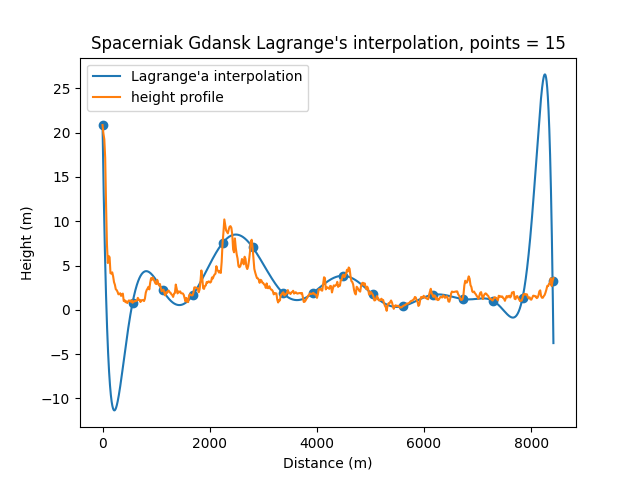 Spacerniak Gdansk Lagrange's interpolation, points = 15
Lagrange'a interpolation
height profile
25
20
15
10
5
0
−5
−10
Height (m)
0
2000
4000
6000
8000
Distance (m)